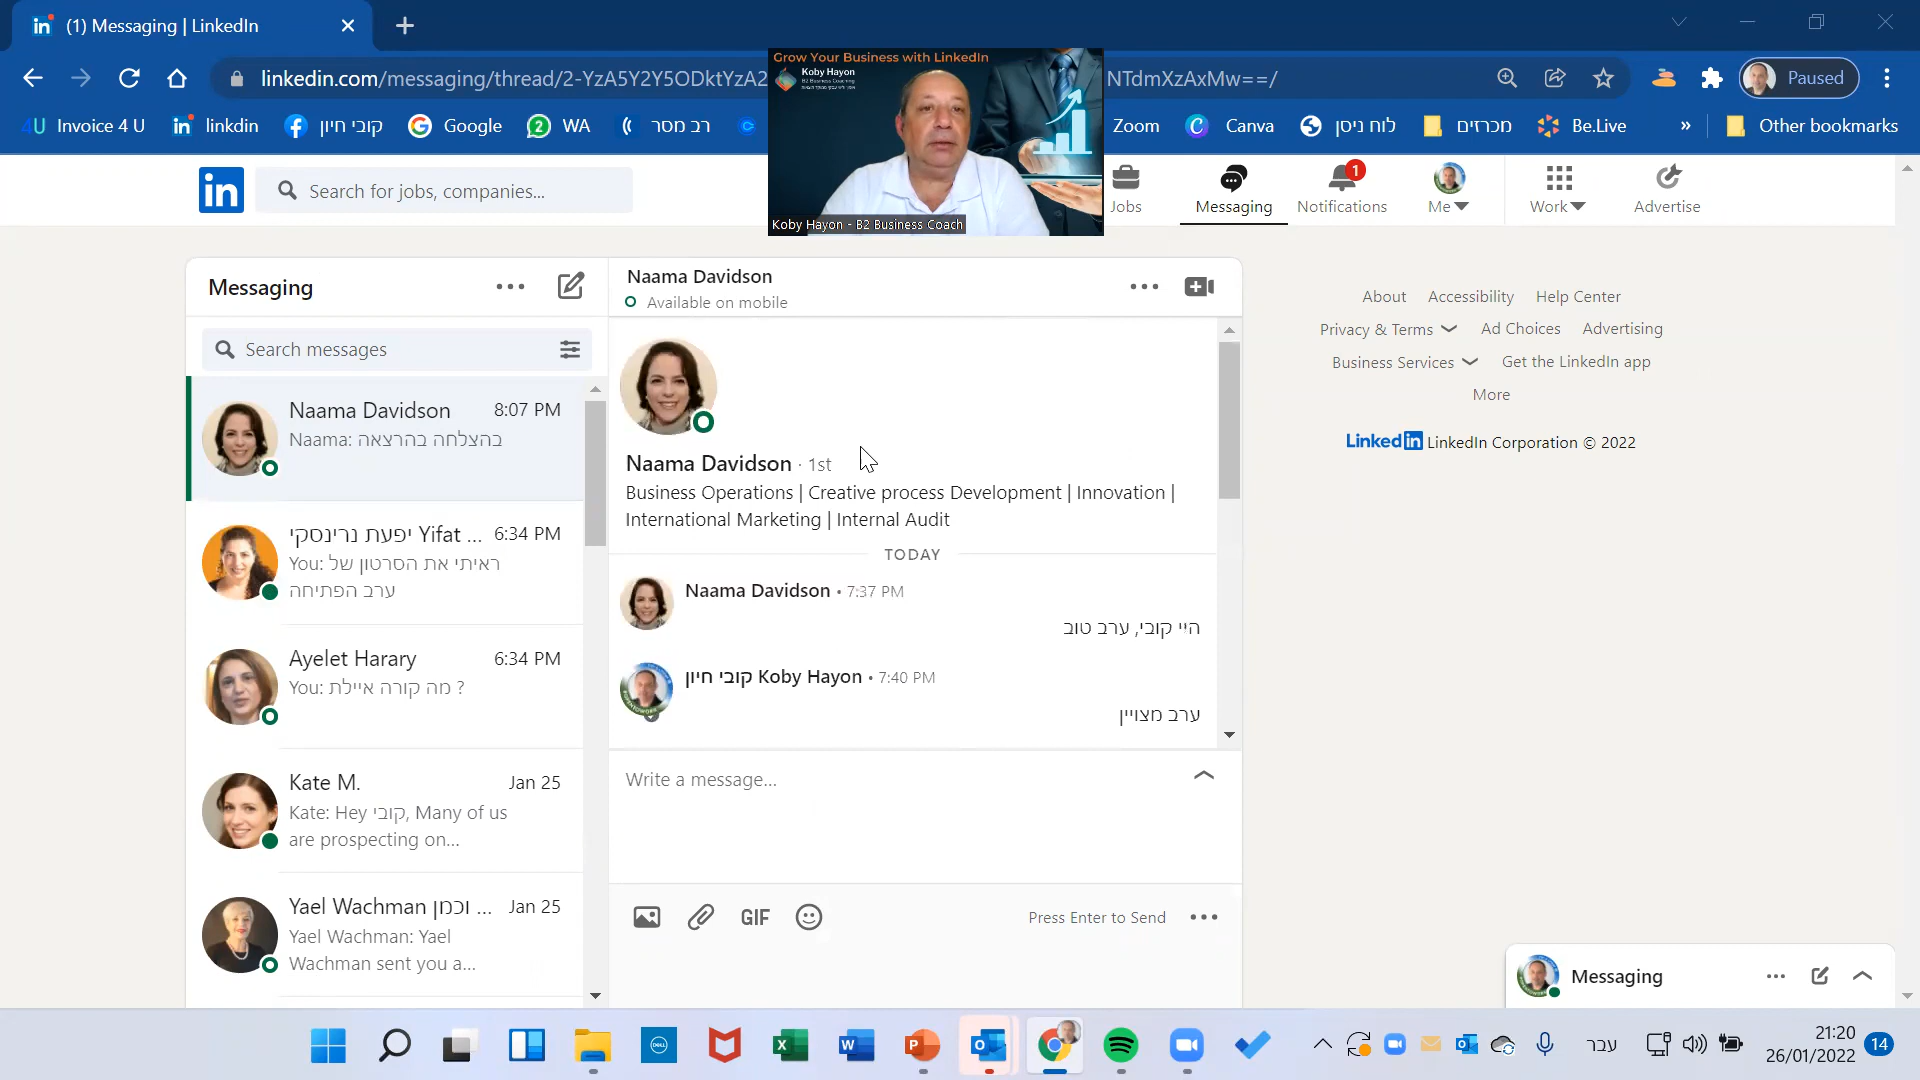 (1) Messaging | LinkedIn
linkedin.com/messaging/thread/2-YzA5Y2Y5ODktYzA2
NTdmXzAxMw==/
Paused
4U Invoice 4 U
in linkdin
קובי חיון
Google
2 WA
רב מסר
Zoom
Canva
לוח ניסן
מכרזים
Be.Live
»
Other bookmarks
Grow Your Business with LinkedIn
Koby Hayon
B2 Business Coaching
Koby Hayon - B2 Business Coach
in
Search for jobs, companies...
Jobs
Messaging
1
Notifications
Me
Work
Advertise
Messaging
Search messages
Naama Davidson 8:07 PM
Naama: בהצלחה בהרצאה
יפעת נרינסקי Yifat ... 6:34 PM
You: ראיתי את הסרטון של
ערב הפתיחה
Ayelet Harary 6:34 PM
You: מה קורה איילת ?
Kate M. Jan 25
Kate: Hey קובי, Many of us
are prospecting on...
Yael Wachman וכמן ... Jan 25
Yael Wachman: Yael
Wachman sent you a...
Naama Davidson
Available on mobile
Naama Davidson · 1st
Business Operations | Creative process Development | Innovation |
International Marketing | Internal Audit
TODAY
Naama Davidson • 7:37 PM
היי קובי, ערב טוב
קובי חיון Koby Hayon • 7:40 PM
ערב מצויין
Write a message...
GIF
Press Enter to Send
About Accessibility Help Center
Privacy & Terms Ad Choices Advertising
Business Services Get the LinkedIn app
More
LinkedIn LinkedIn Corporation © 2022
Messaging
עבר
21:20
26/01/2022
14